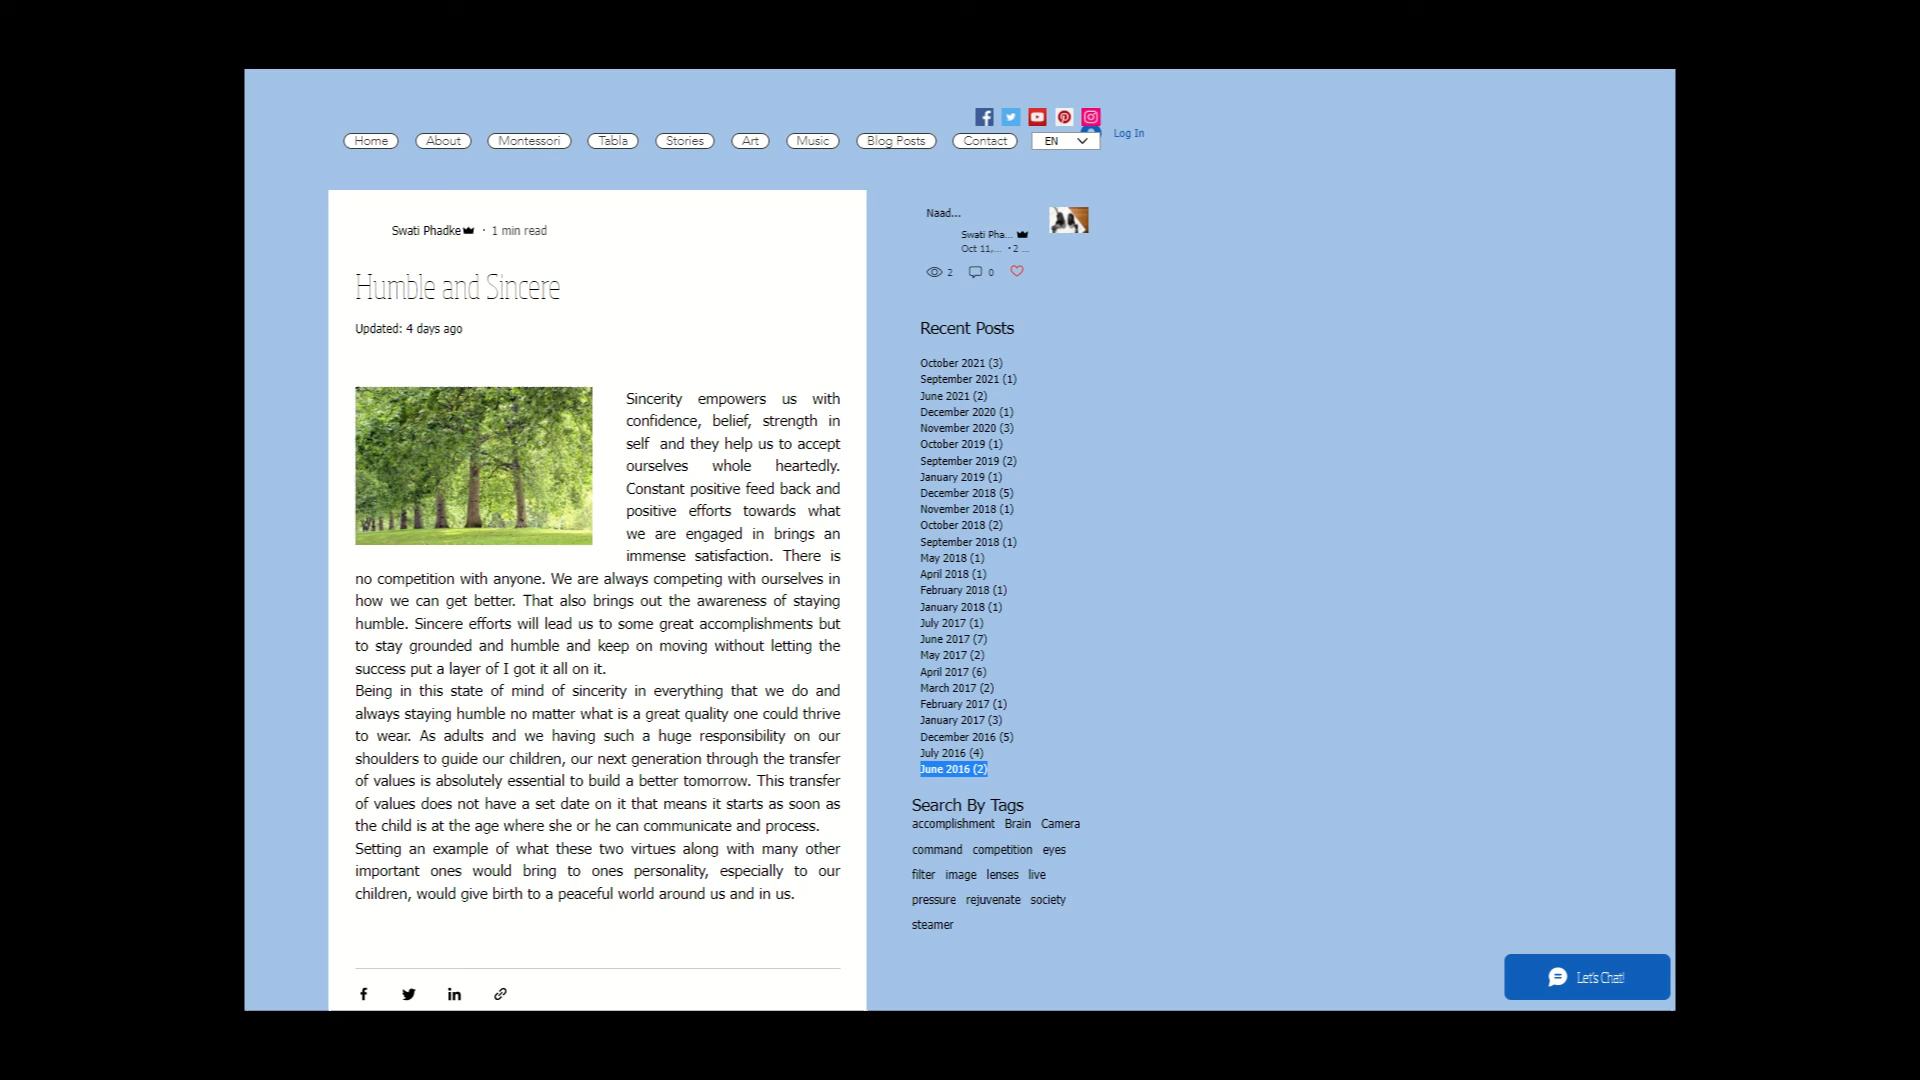 Home About Montessori Tabla Stories Art Music Blog Posts Contact EN Log In
Swati Phadke · 1 min read
Humble and Sincere
Updated: 4 days ago
Sincerity empowers us with
confidence, belief, strength in
self and they help us to accept
ourselves whole heartedly.
Constant positive feed back and
positive efforts towards what
we are engaged in brings an
immense satisfaction. There is
no competition with anyone. We are always competing with ourselves in
how we can get better. That also brings out the awareness of staying
humble. Sincere efforts will lead us to some great accomplishments but
to stay grounded and humble and keep on moving without letting the
success put a layer of I got it all on it.
Being in this state of mind of sincerity in everything that we do and
always staying humble no matter what is a great quality one could thrive
to wear. As adults and we having such a huge responsibility on our
shoulders to guide our children, our next generation through the transfer
of values is absolutely essential to build a better tomorrow. This transfer
of values does not have a set date on it that means it starts as soon as
the child is at the age where she or he can communicate and process.
Setting an example of what these two virtues along with many other
important ones would bring to ones personality, especially to our
children, would give birth to a peaceful world around us and in us.
Naad...
Swati Pha...
Oct 11,... · 2 ...
2 0
Recent Posts
October 2021 (3)
September 2021 (1)
June 2021 (2)
December 2020 (1)
November 2020 (3)
October 2019 (1)
September 2019 (2)
January 2019 (1)
December 2018 (5)
November 2018 (1)
October 2018 (2)
September 2018 (1)
May 2018 (1)
April 2018 (1)
February 2018 (1)
January 2018 (1)
July 2017 (1)
June 2017 (7)
May 2017 (2)
April 2017 (6)
March 2017 (2)
February 2017 (1)
January 2017 (3)
December 2016 (5)
July 2016 (4)
June 2016 (2)
Search By Tags
accomplishment Brain Camera
command competition eyes
filter image lenses live
pressure rejuvenate society
steamer
Let's Chat!